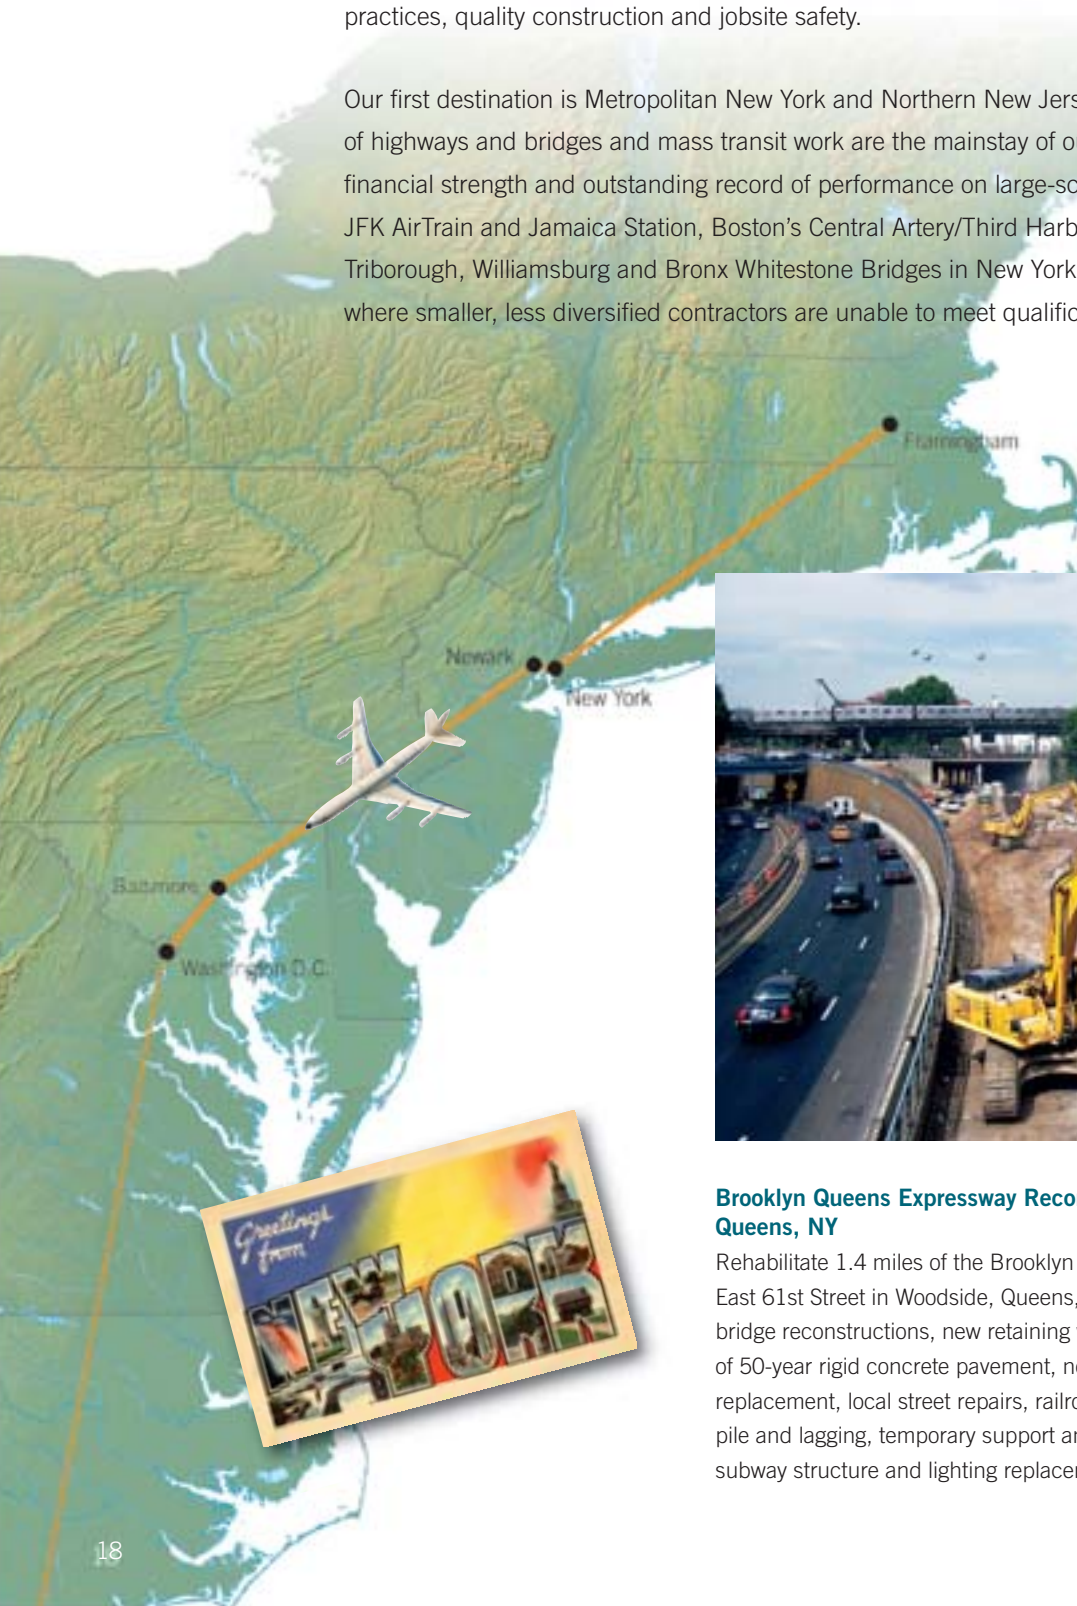 practices, quality construction and jobsite safety.
Our first destination is Metropolitan New York and Northern New Jers
of highways and bridges and mass transit work are the mainstay of o
financial strength and outstanding record of performance on large-sc
JFK AirTrain and Jamaica Station, Boston's Central Artery/Third Harb
Triborough, Williamsburg and Bronx Whitestone Bridges in New York
where smaller, less diversified contractors are unable to meet qualific
Framingham
Newark
New York
Baltimore
Washington D.C.
Greetings
from
NEW
YORK
Brooklyn Queens Expressway Reco
Queens, NY
Rehabilitate 1.4 miles of the Brooklyn
East 61st Street in Woodside, Queens,
bridge reconstructions, new retaining
of 50-year rigid concrete pavement, n
replacement, local street repairs, railro
pile and lagging, temporary support a
subway structure and lighting replace
18